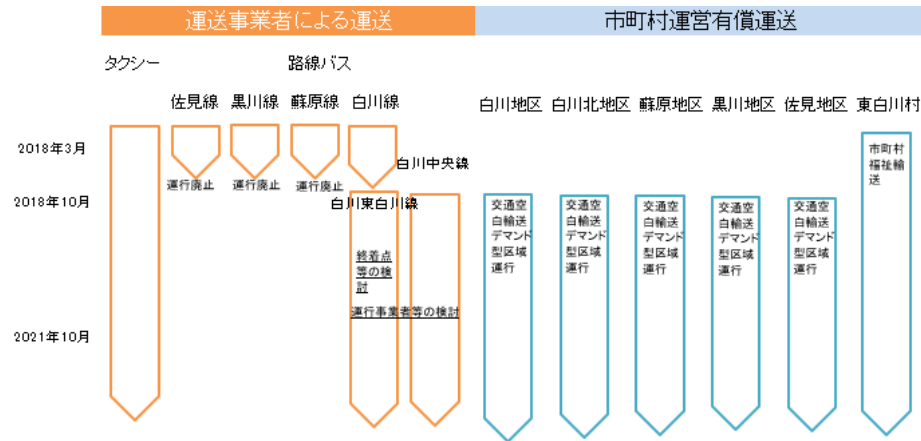 運送事業者による運送
市町村運営有償運送
タクシー
路線バス
佐見線
黒川線
蘇原線
白川線
白川地区
白川北地区
蘇原地区
黒川地区
佐見地区
東白川村
2018年3月
白川中央線
市町村
福祉輸
送
運行廃止
運行廃止
運行廃止
2018年10月
白川東白川線
交通空
白輸送
デマンド
型区域
運行
交通空
白輸送
デマンド
型区域
運行
交通空
白輸送
デマンド
型区域
運行
交通空
白輸送
デマンド
型区域
運行
交通空
白輸送
デマンド
型区域
運行
終着点
等の検
討
運行事業者等の検討
2021年10月